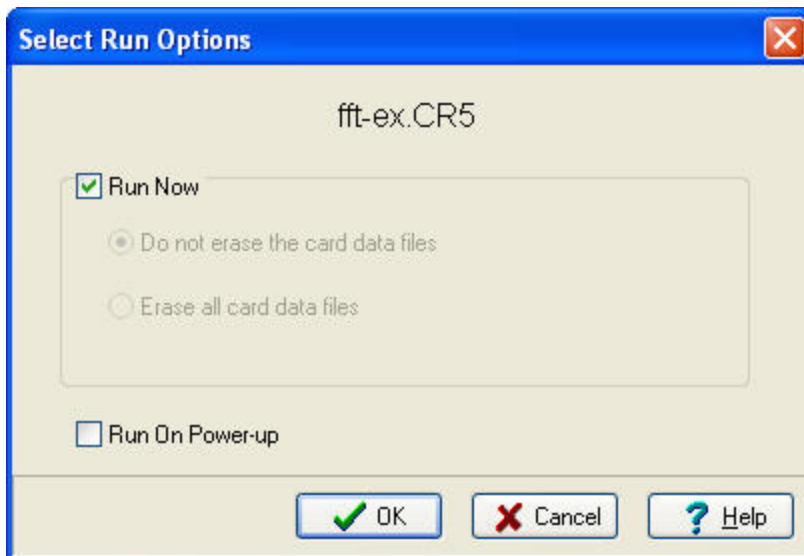 Select Run Options
fft-ex.CR5
Run Now
Do not erase the card data files
Erase all card data files
Run On Power-up
OK Cancel Help